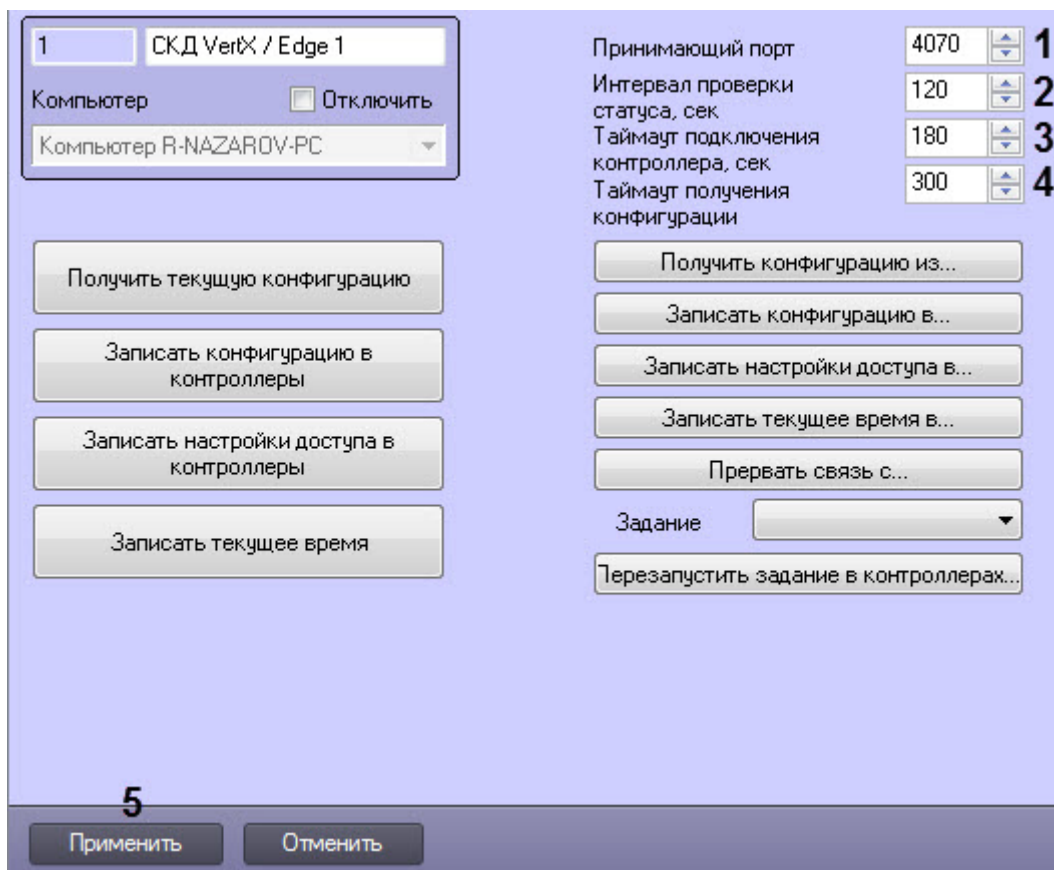 1 СКД VertX / Edge 1
Компьютер Отключить
Компьютер R-NAZAROV-PC
Принимающий порт 4070 1
Интервал проверки
статуса, сек 120 2
Таймаут подключения
контроллера, сек 180 3
Таймаут получения
конфигурации 300 4
Получить текущую конфигурацию
Записать конфигурацию в
контроллеры
Записать настройки доступа в
контроллеры
Записать текущее время
Получить конфигурацию из...
Записать конфигурацию в...
Записать настройки доступа в...
Записать текущее время в...
Прервать связь с...
Задание
Перезапустить задание в контроллерах...
5
Применить Отменить